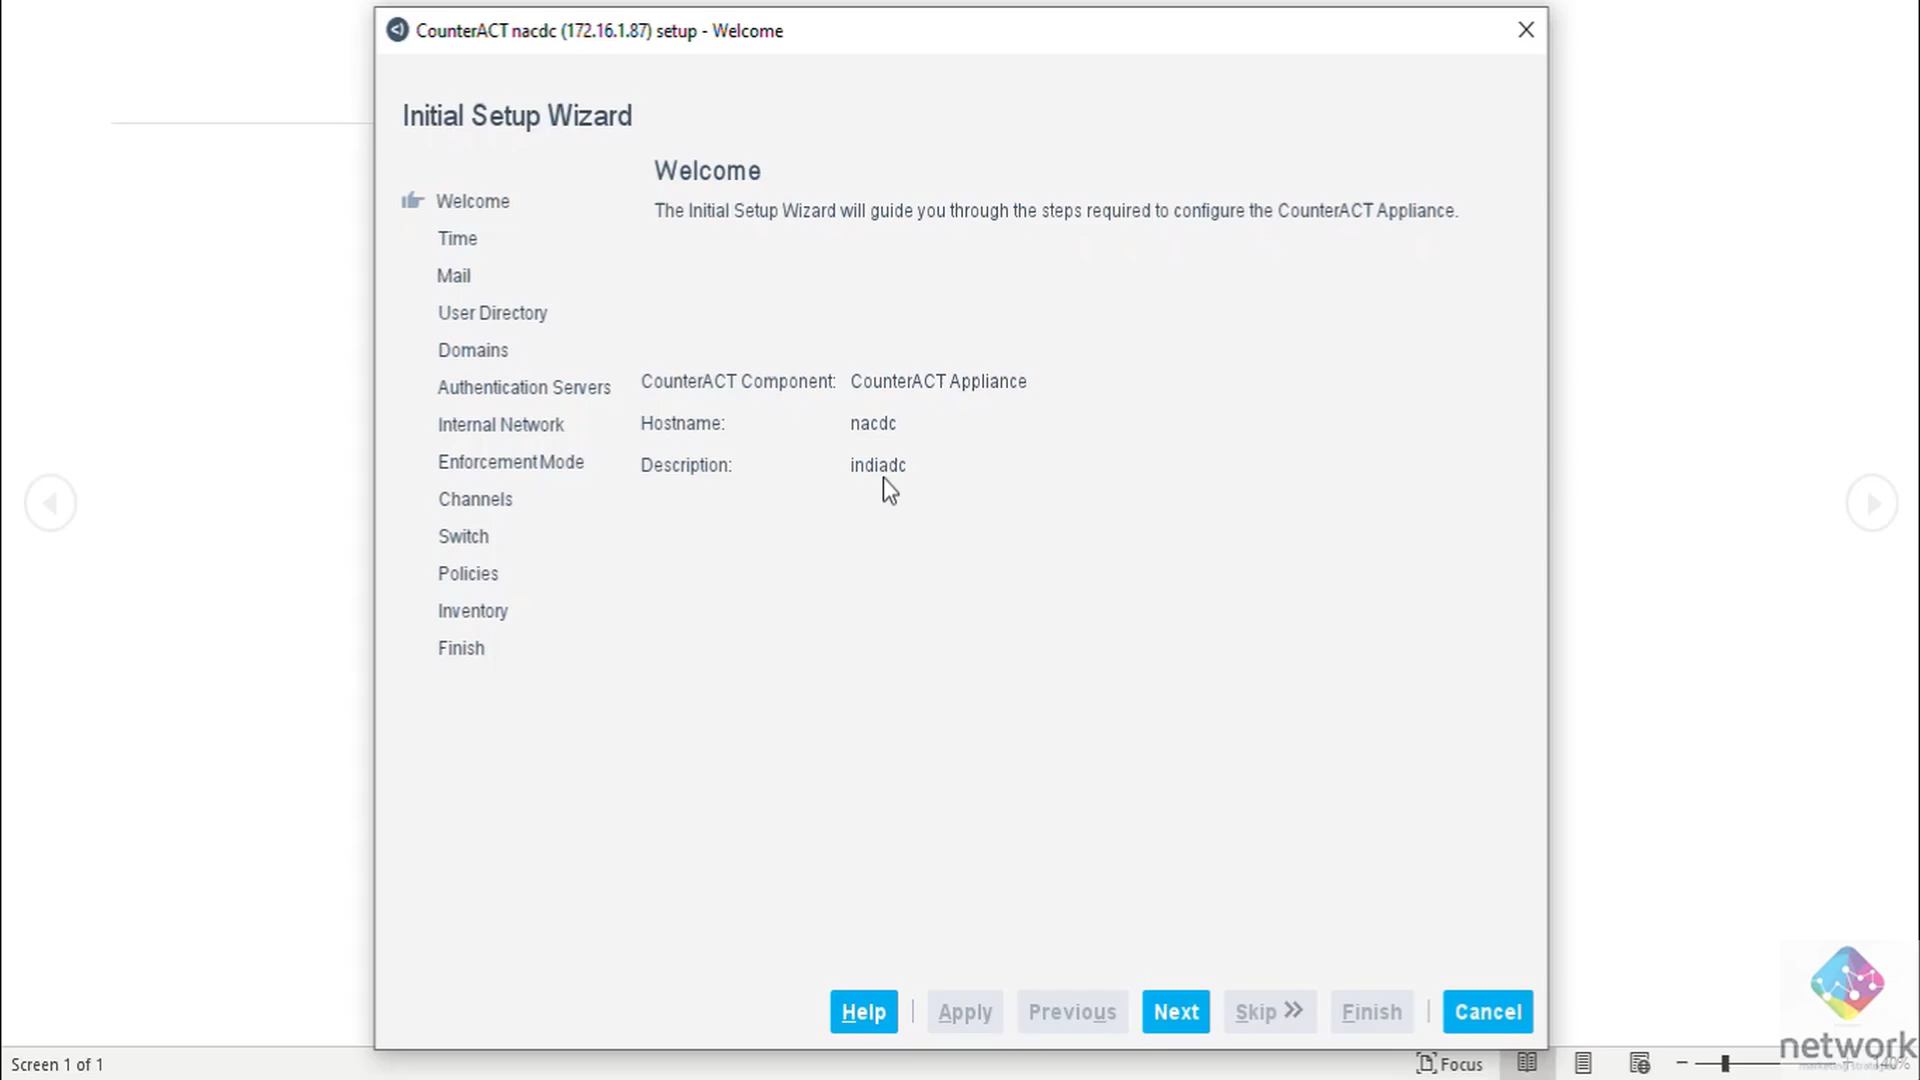 CounterACT nacdc (172.16.1.87) setup - Welcome
Initial Setup Wizard
Welcome
Time
Mail
User Directory
Domains
Authentication Servers
Internal Network
Enforcement Mode
Channels
Switch
Policies
Inventory
Finish
Welcome
The Initial Setup Wizard will guide you through the steps required to configure the CounterACT Appliance.
CounterACT Component: CounterACT Appliance
Hostname: nacdc
Description: indiadc
Help Apply Previous Next Skip Finish Cancel
network
Screen 1 of 1 Focus